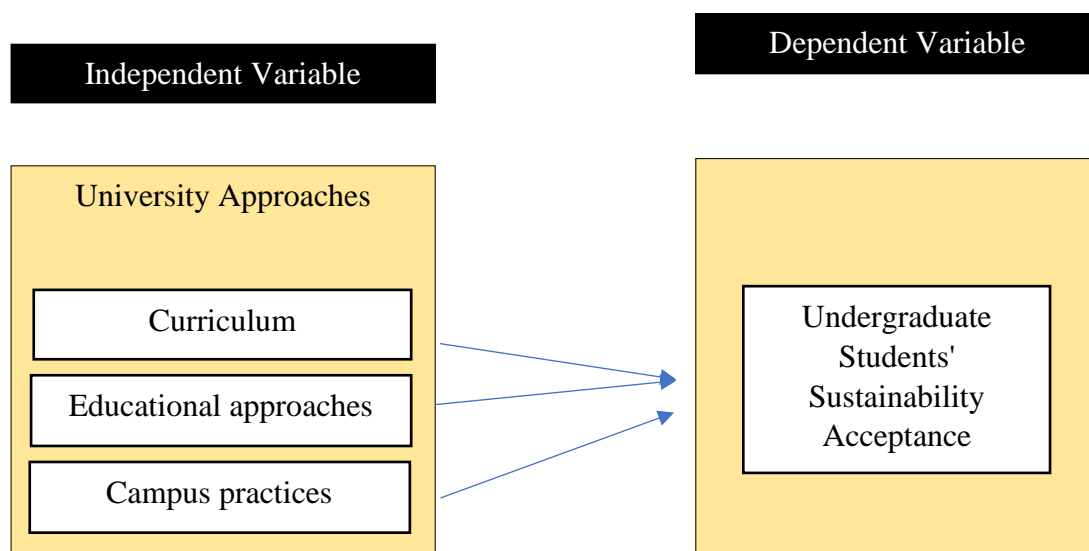 Independent Variable
Dependent Variable
University Approaches
Curriculum
Educational approaches
Campus practices
Undergraduate
Students'
Sustainability
Acceptance